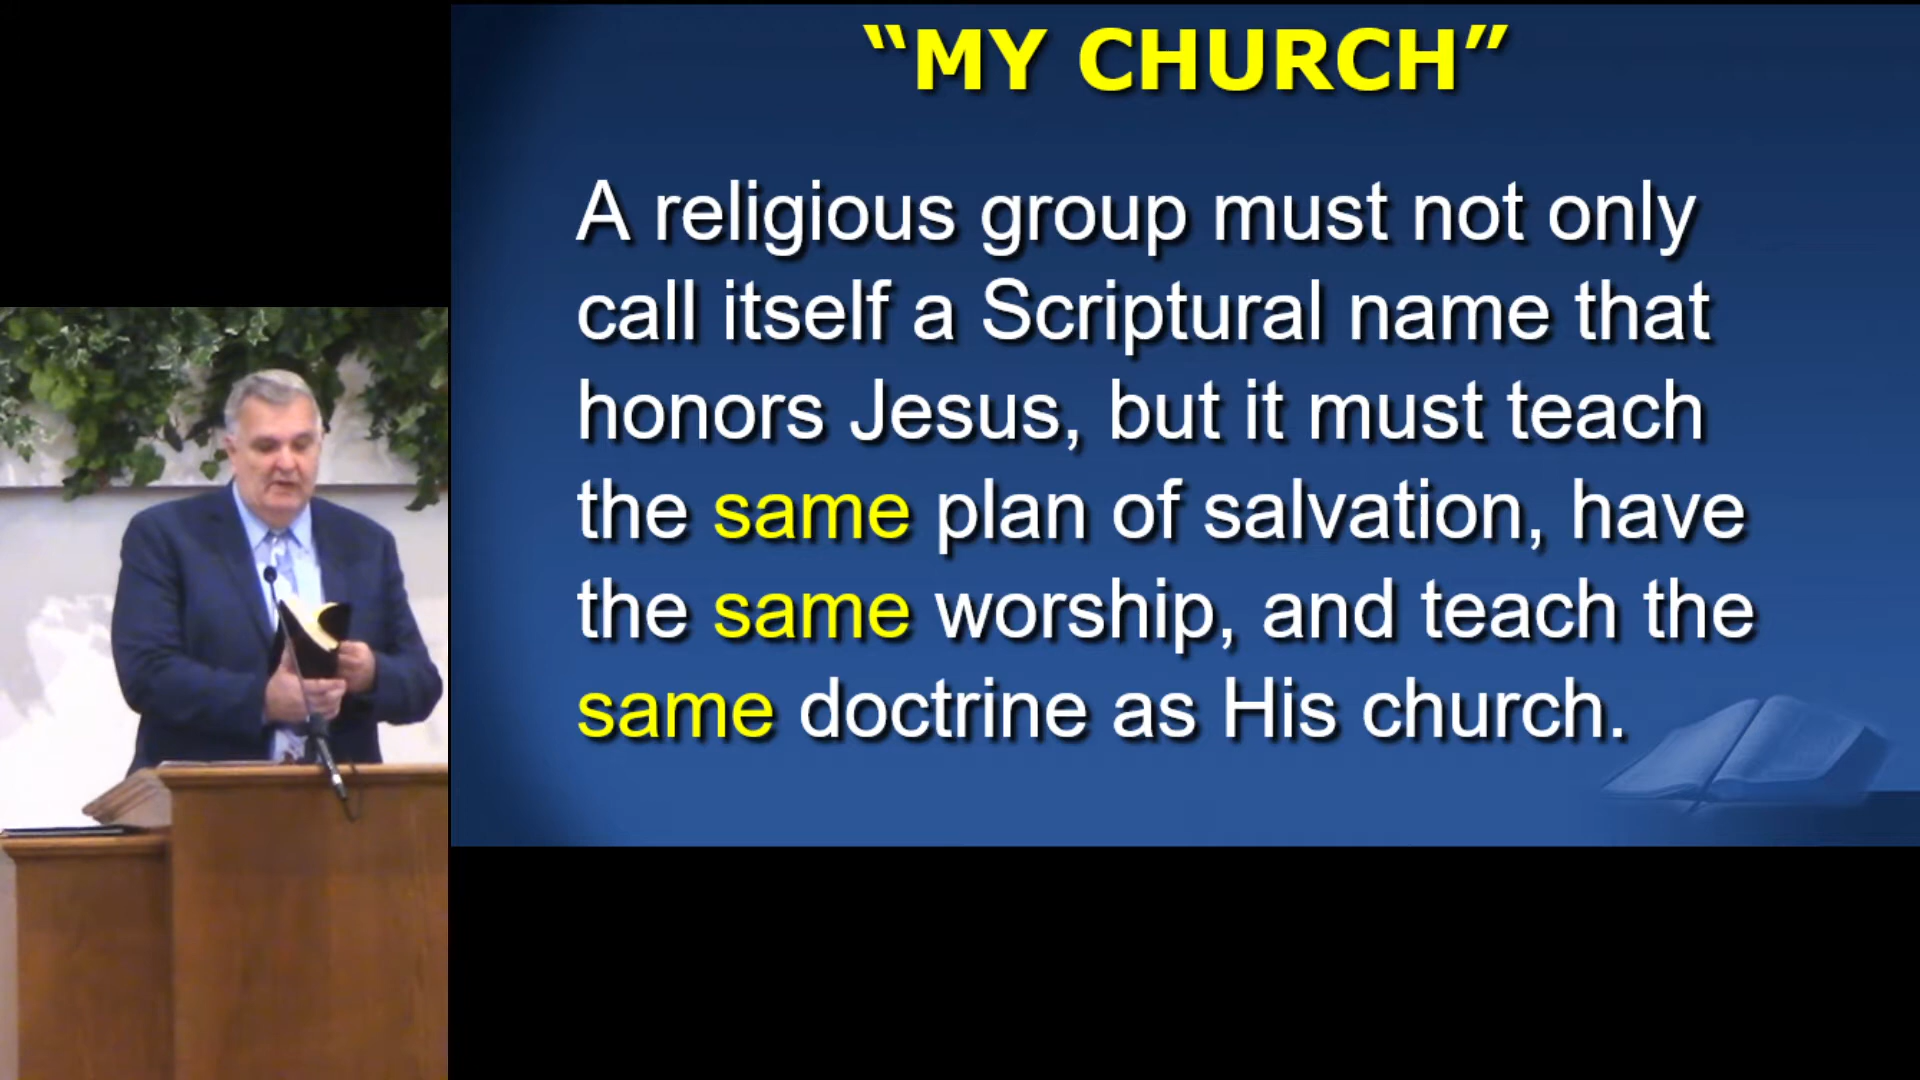 “MY CHURCH”
A religious group must not only
call itself a Scriptural name that
honors Jesus, but it must teach
the same plan of salvation, have
the same worship, and teach the
same doctrine as His church.